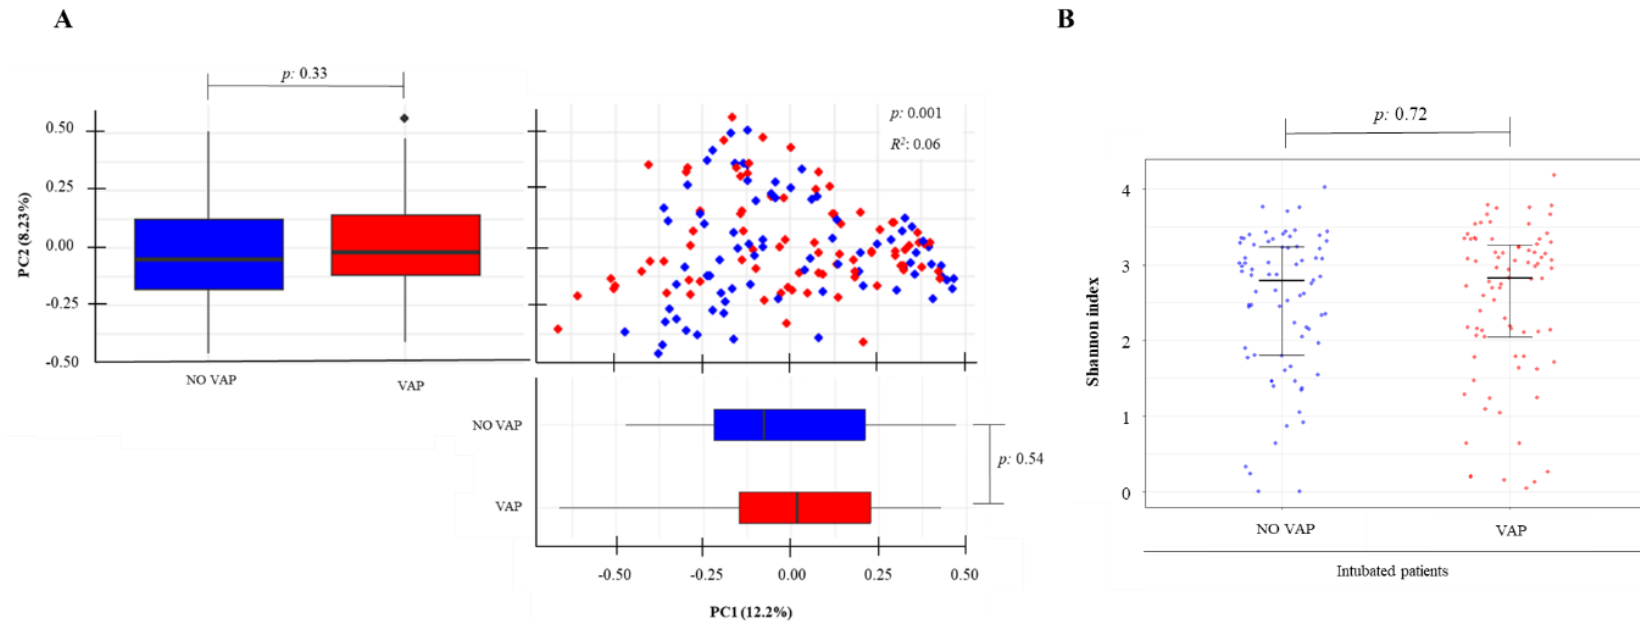 A
B
p: 0.33
PC2 (8.23%)
0.50
0.25
0.00
-0.25
-0.50
NO VAP
VAP
p: 0.001
R²: 0.06
NO VAP
VAP
p: 0.54
-0.50
-0.25
0.00
0.25
0.50
PC1 (12.2%)
p: 0.72
Shannon index
4
3
2
1
0
NO VAP
VAP
Intubated patients